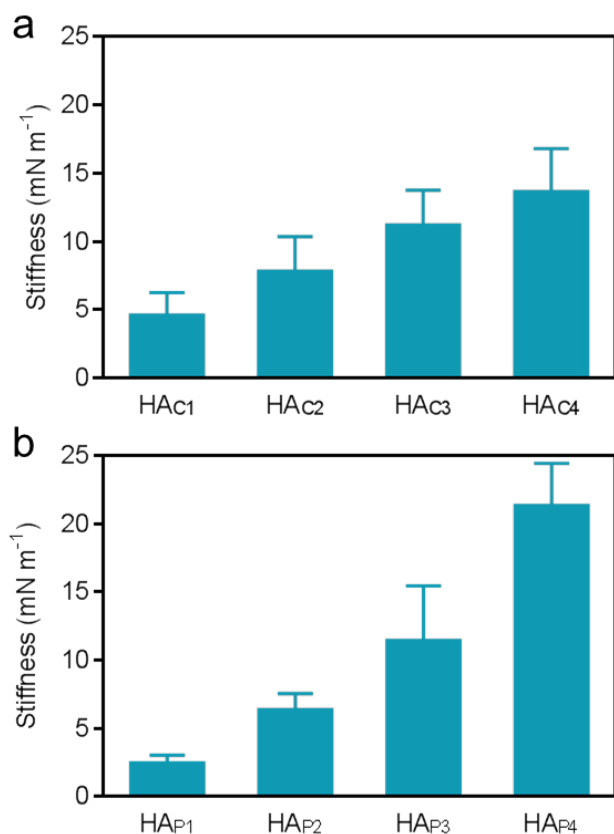 a
Stiffness (mN m⁻¹)
25
20
15
10
5
0
HAC1 HAC2 HAC3 HAC4
b
Stiffness (mN m⁻¹)
25
20
15
10
5
0
HAP1 HAP2 HAP3 HAP4